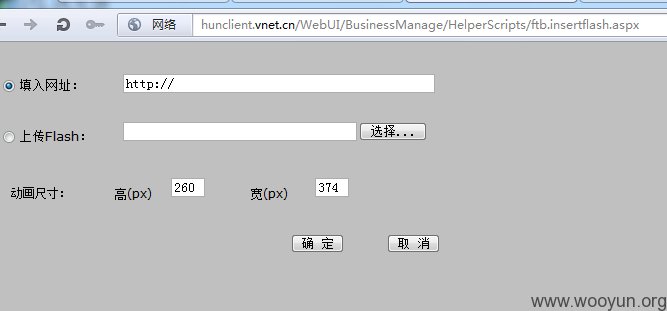 网络 hunclient.vnet.cn/WebUI/BusinessManage/HelperScripts/ftb.insertflash.aspx
填入网址： http://
上传Flash： 选择...
动画尺寸： 高(px) 260 宽(px) 374
确 定 取 消
www.wooyun.org